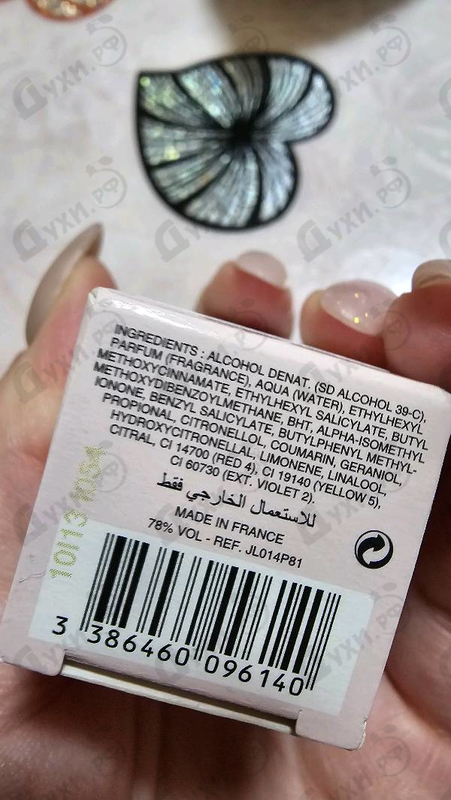 INGREDIENTS : ALCOHOL DENAT. (SD ALCOHOL 39-C),
PARFUM (FRAGRANCE), AQUA (WATER), ETHYLHEXYL
METHOXYCINNAMATE ETHYLHEXYL SALICYLATE, BUTYL
METHOXYDIBENZOYLMETHANE, BHT, ALPHA-ISOMETHYL
IONONE, BENZYL SALICYLATE, BUTYLPHENYL METHYL-
PROPIONAL, CITRONELLOL, COUMARIN, GERANIOL,
HYDROXYCITRONELLAL, LIMONENE, LINALOOL,
CITRAL, CI 14700 (RED 4), CI 19140 (YELLOW 5),
CI 60730 (EXT. VIOLET 2).
للاستعمال الخارجي فقط
MADE IN FRANCE
78% VOL - REF. JL014P81
3 386460 096140
Духи.рф